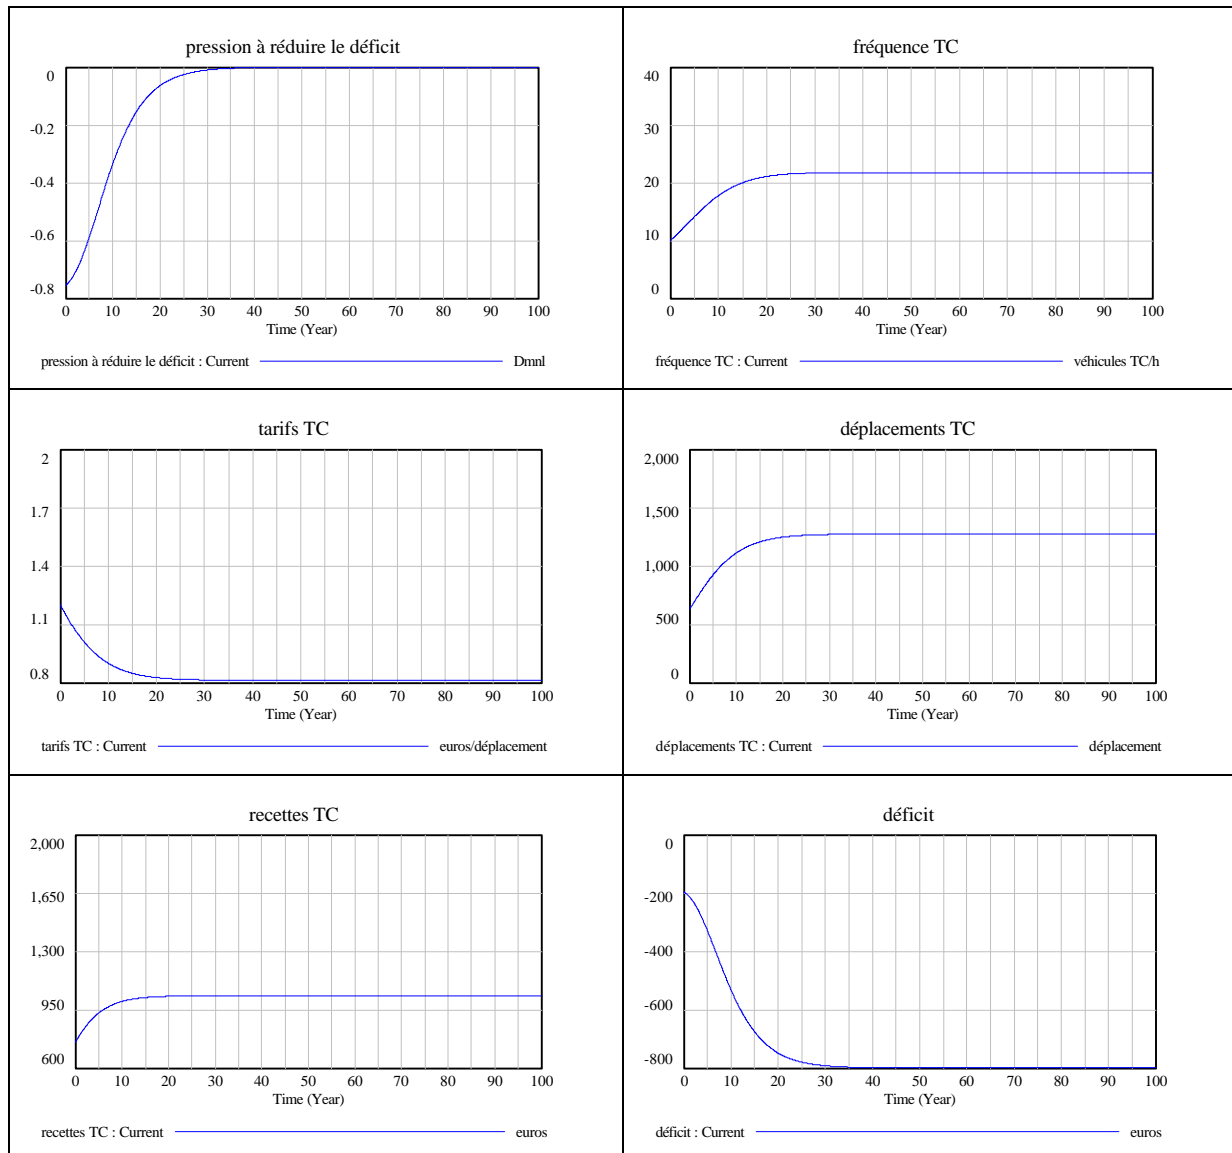 pression à réduire le déficit
0
-0.2
-0.4
-0.6
-0.8
0 10 20 30 40 50 60 70 80 90 100
Time (Year)
pression à réduire le déficit : Current Dmnl
fréquence TC
40
30
20
10
0
0 10 20 30 40 50 60 70 80 90 100
Time (Year)
fréquence TC : Current véhicules TC/h
tarifs TC
2
1.7
1.4
1.1
0.8
0 10 20 30 40 50 60 70 80 90 100
Time (Year)
tarifs TC : Current euros/déplacement
déplacements TC
2,000
1,500
1,000
500
0
0 10 20 30 40 50 60 70 80 90 100
Time (Year)
déplacements TC : Current déplacement
recettes TC
2,000
1,650
1,300
950
600
0 10 20 30 40 50 60 70 80 90 100
Time (Year)
recettes TC : Current euros
déficit
0
-200
-400
-600
-800
0 10 20 30 40 50 60 70 80 90 100
Time (Year)
déficit : Current euros